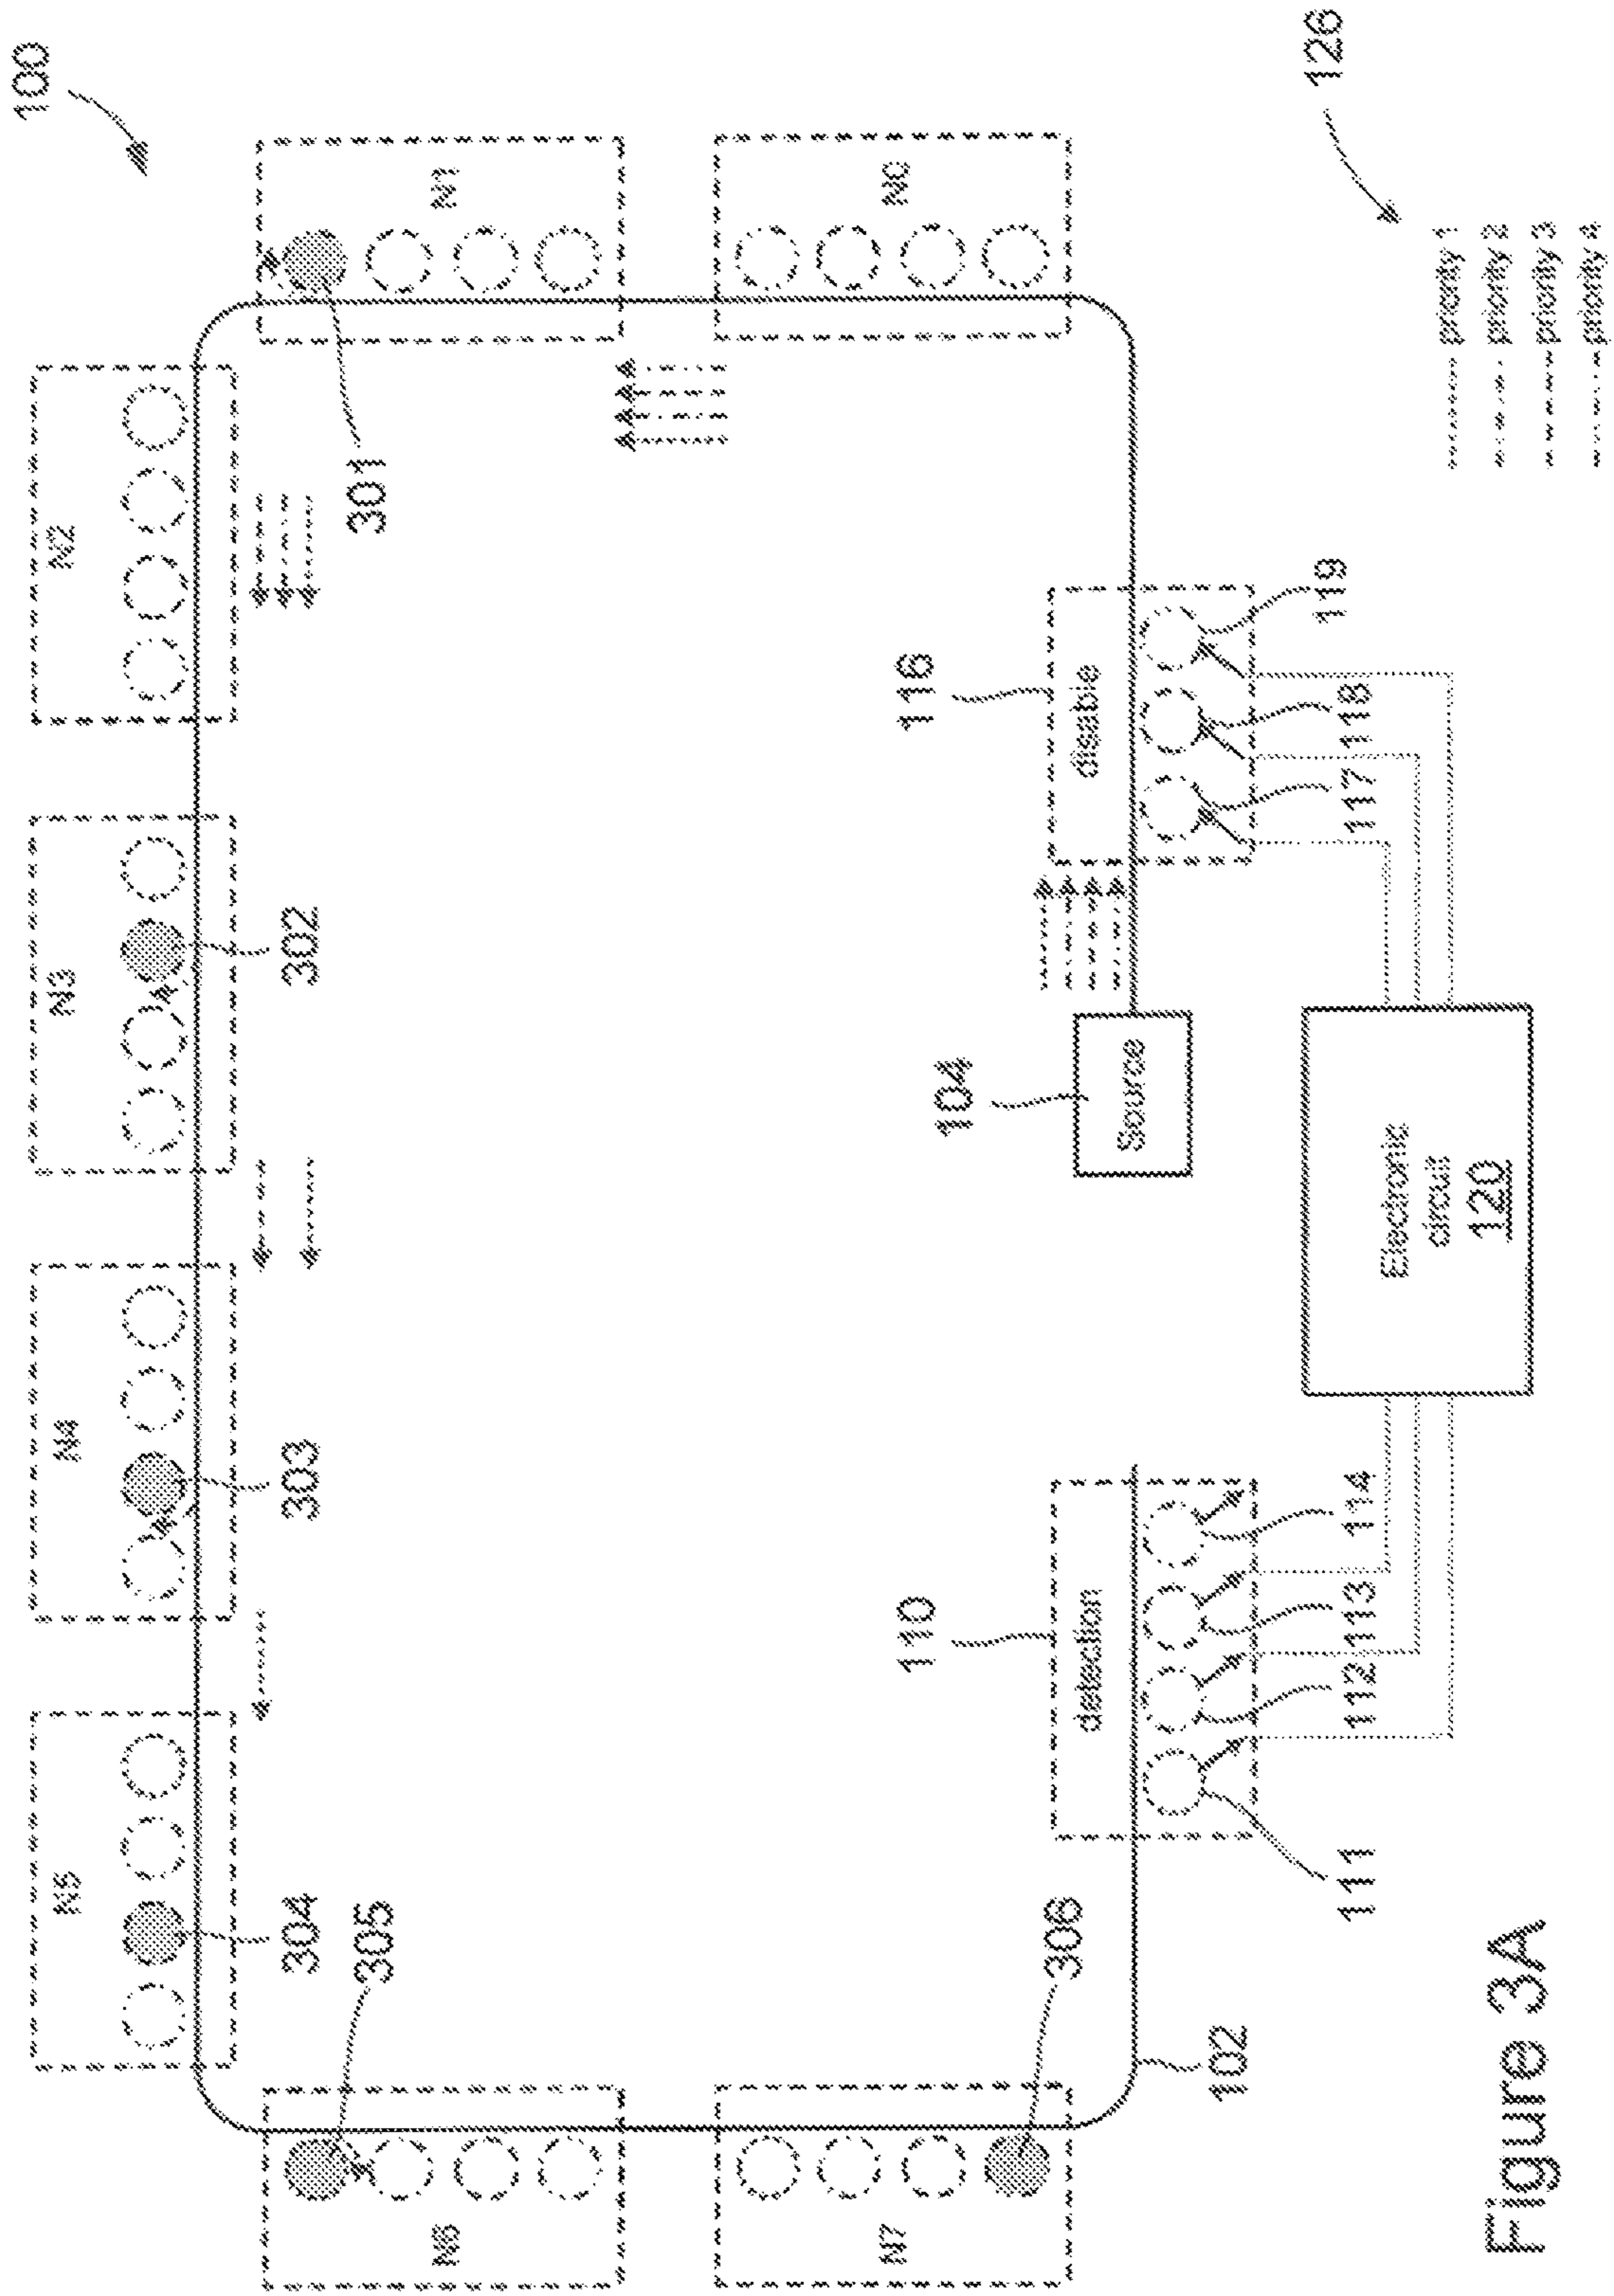 100
N2
N3
N4
N5
N1
N0
N6
N7
301
302
303
304
305
306
116
disable
117
118
119
104
Source
110
detection
111
112
113
114
102
Electronic
circuit
120
126
priority 1
priority 2
priority 3
priority 4
Figure 3A